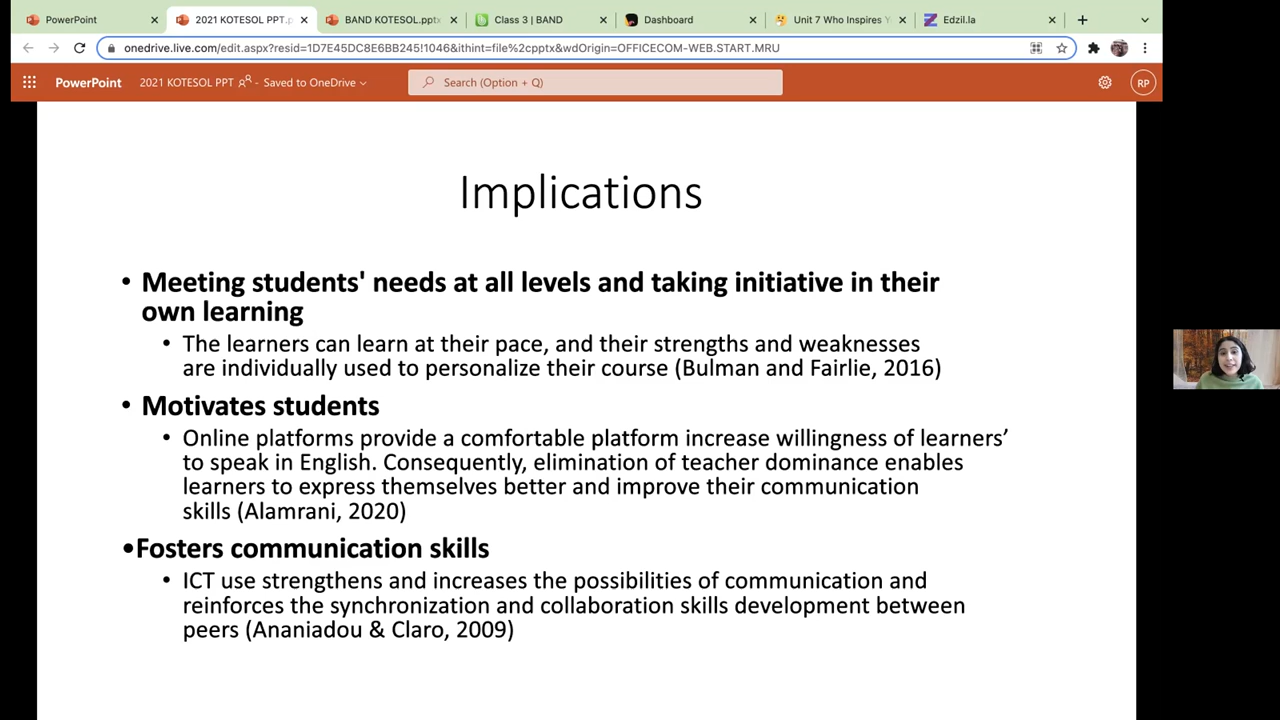 PowerPoint
2021 KOTESOL PPT.p
BAND KOTESOL.pptx
Class 3 | BAND
Dashboard
Unit 7 Who Inspires Yo
Edzil.la
onedrive.live.com/edit.aspx?resid=1D7E45DC8E6BB245!1046&ithint=file%2cpptx&wdOrigin=OFFICECOM-WEB.START.MRU
PowerPoint
2021 KOTESOL PPT - Saved to OneDrive
Search (Option + Q)
RP
Implications
• Meeting students' needs at all levels and taking initiative in their
own learning
• The learners can learn at their pace, and their strengths and weaknesses
are individually used to personalize their course (Bulman and Fairlie, 2016)
• Motivates students
• Online platforms provide a comfortable platform increase willingness of learners’
to speak in English. Consequently, elimination of teacher dominance enables
learners to express themselves better and improve their communication
skills (Alamrani, 2020)
•Fosters communication skills
• ICT use strengthens and increases the possibilities of communication and
reinforces the synchronization and collaboration skills development between
peers (Ananiadou & Claro, 2009)